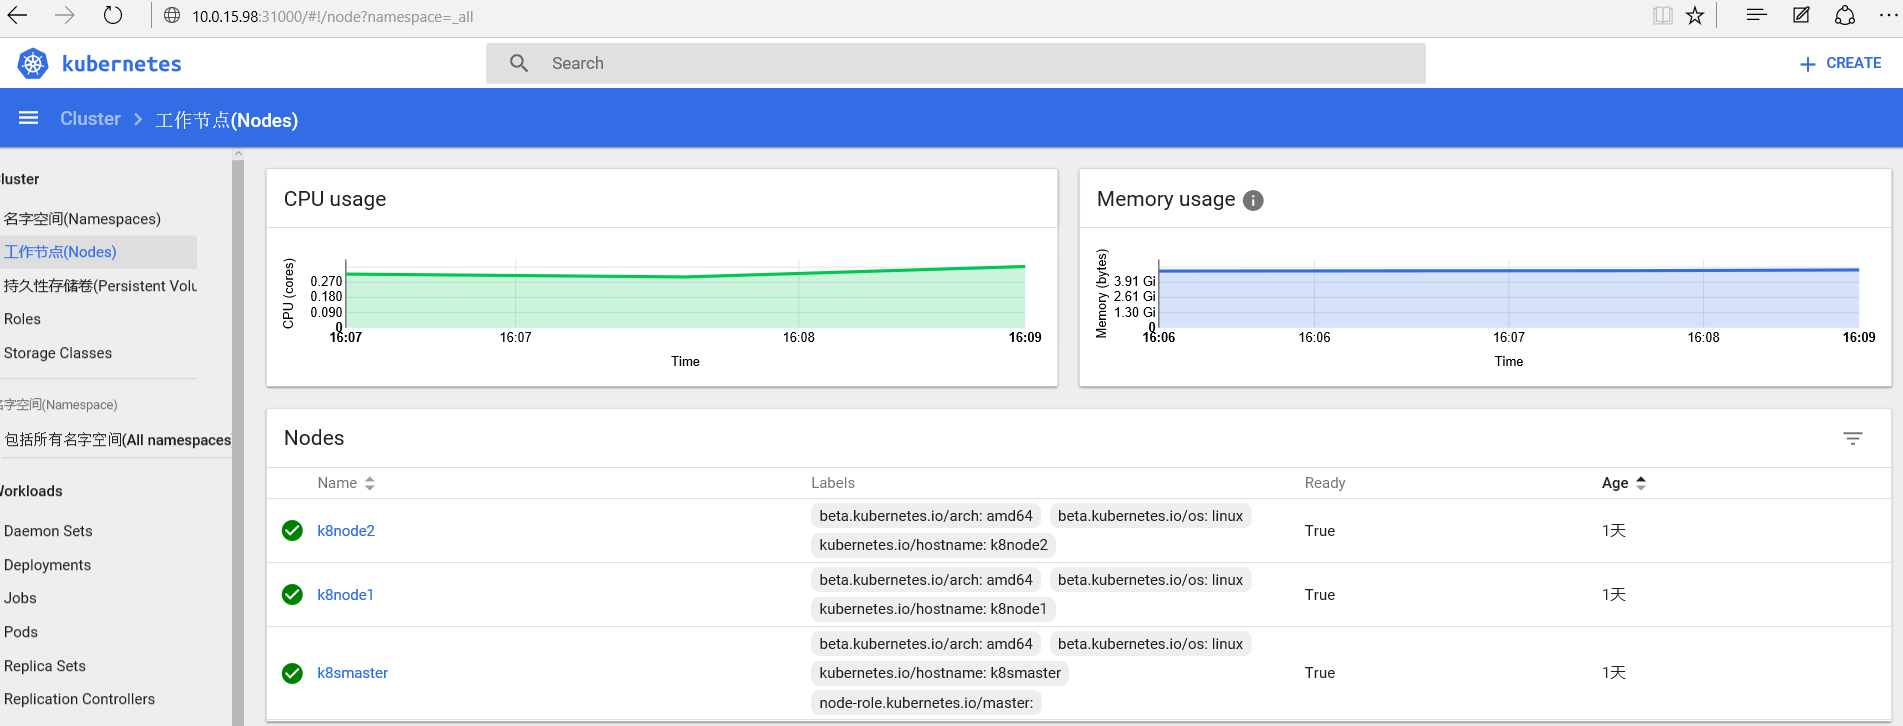 10.0.15.98:31000/#!/node?namespace=_all
kubernetes
Search
+ CREATE
Cluster > 工作节点(Nodes)
luster
名字空间(Namespaces)
工作节点(Nodes)
持久性存储卷(Persistent Volu
Roles
Storage Classes
名字空间(Namespace)
包括所有名字空间(All namespaces
Workloads
Daemon Sets
Deployments
Jobs
Pods
Replica Sets
Replication Controllers
CPU usage
CPU (cores)
0.270
0.180
0.090
0
16:07 16:07 16:08 16:09
Time
Memory usage
Memory (bytes)
3.91 Gi
2.61 Gi
1.30 Gi
0
16:06 16:06 16:07 16:08 16:09
Time
Nodes
Name Labels Ready Age
k8node2 beta.kubernetes.io/arch: amd64 beta.kubernetes.io/os: linux True 1天
kubernetes.io/hostname: k8node2
k8node1 beta.kubernetes.io/arch: amd64 beta.kubernetes.io/os: linux True 1天
kubernetes.io/hostname: k8node1
beta.kubernetes.io/arch: amd64 beta.kubernetes.io/os: linux
k8smaster kubernetes.io/hostname: k8smaster True 1天
node-role.kubernetes.io/master: